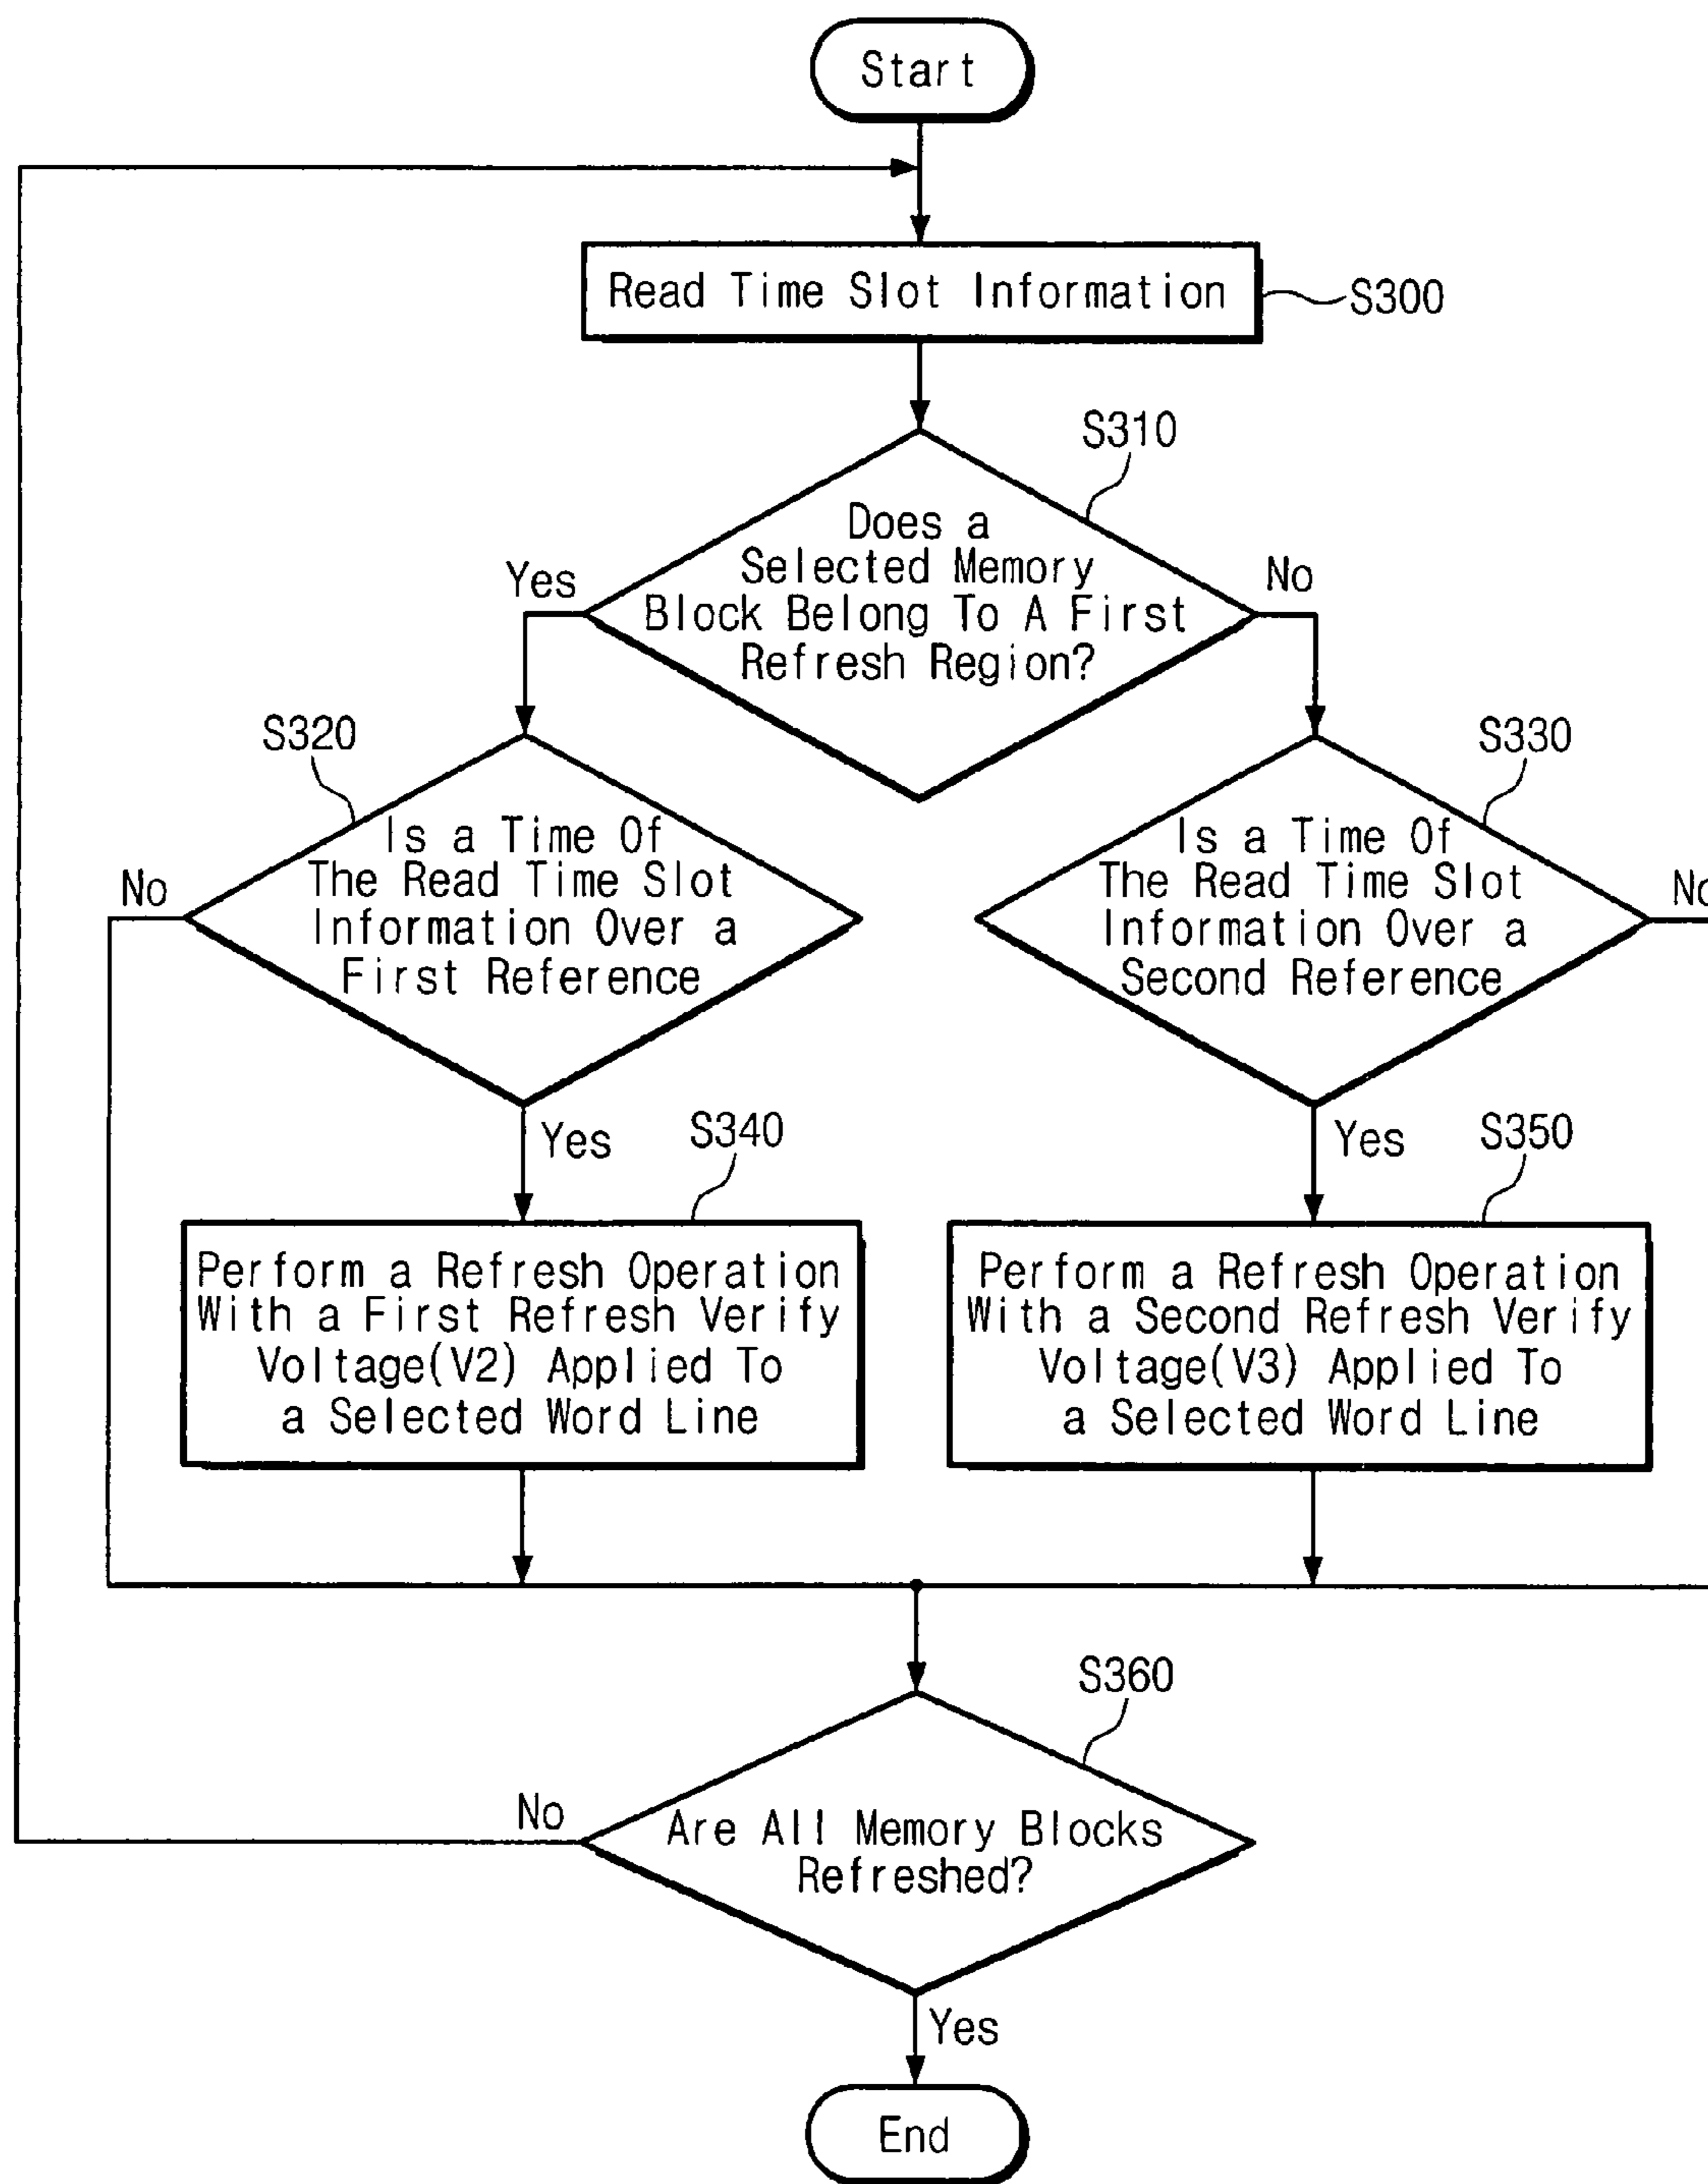 Start
Read Time Slot Information
S300
S310
Does a
Selected Memory
Block Belong To A First
Refresh Region?
Yes
No
S320
S330
Is a Time Of
The Read Time Slot
Information Over a
First Reference
No
Is a Time Of
The Read Time Slot
Information Over a
Second Reference
No
Yes
S340
Yes
S350
Perform a Refresh Operation
With a First Refresh Verify
Voltage(V2) Applied To
a Selected Word Line
Perform a Refresh Operation
With a Second Refresh Verify
Voltage(V3) Applied To
a Selected Word Line
S360
No
Are All Memory Blocks
Refreshed?
Yes
End